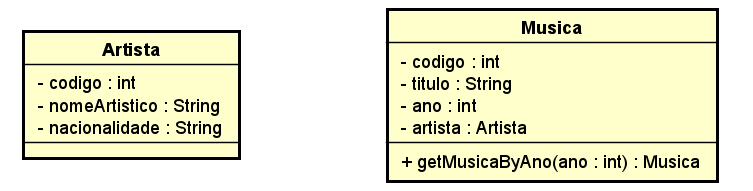 Artista
- codigo : int
- nomeArtistico : String
- nacionalidade : String
Musica
- codigo : int
- titulo : String
- ano : int
- artista : Artista
+ getMusicaByAno(ano : int) : Musica